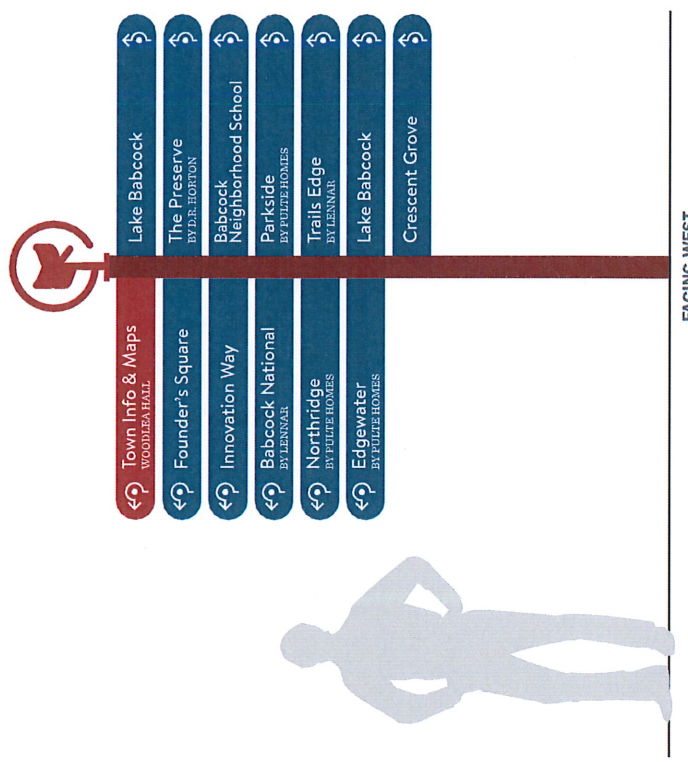 Town Info & Maps
WOODLEA HALL
Founder's Square
Innovation Way
Babcock National
BY LENNAR
Northridge
BY PULTE HOMES
Edgewater
BY PULTE HOMES
Lake Babcock
The Preserve
BY D.R. HORTON
Babcock
Neighborhood School
Parkside
BY PULTE HOMES
Trails Edge
BY LENNAR
Lake Babcock
Crescent Grove
FACING WEST